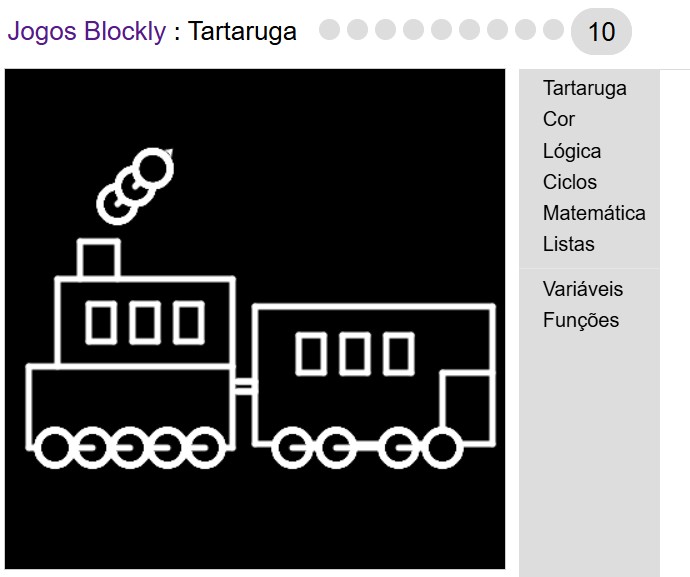 Jogos Blockly : Tartaruga 10
Tartaruga
Cor
Lógica
Ciclos
Matemática
Listas
Variáveis
Funções